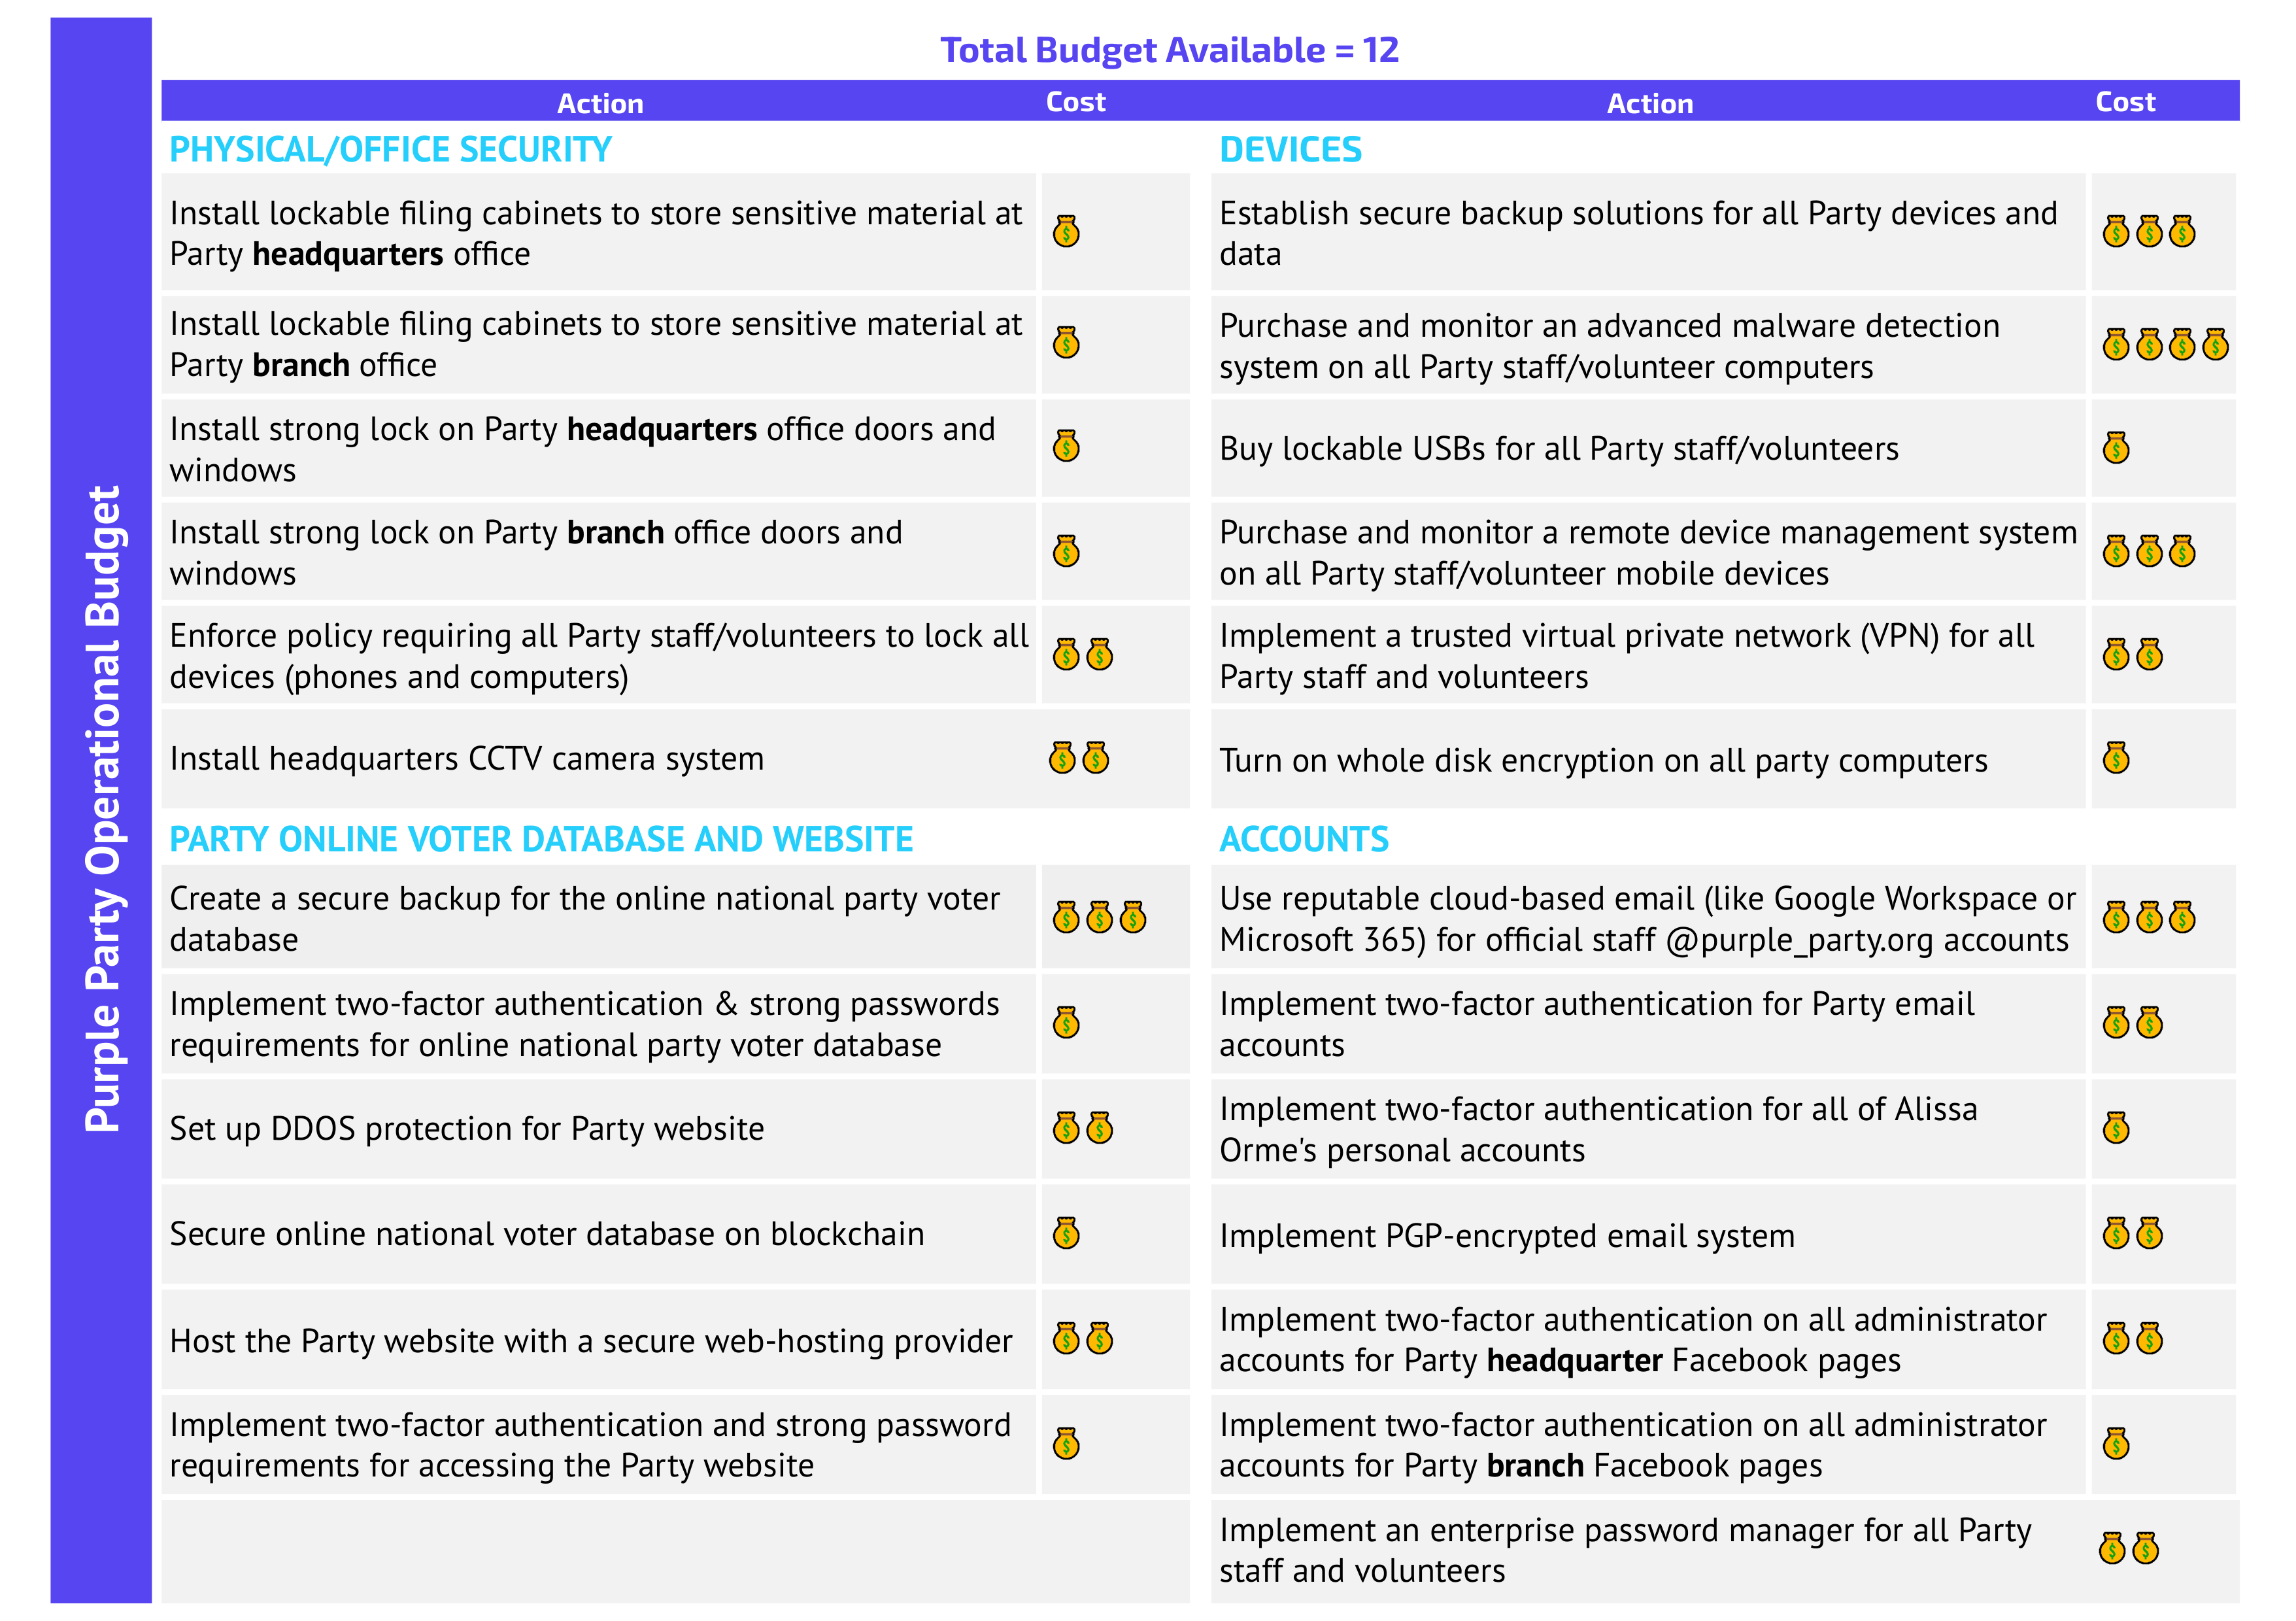 Purple Party Operational Budget
Total Budget Available = 12
Action Cost Action Cost
PHYSICAL/OFFICE SECURITY
Install lockable filing cabinets to store sensitive material at
Party headquarters office
Install lockable filing cabinets to store sensitive material at
Party branch office
Install strong lock on Party headquarters office doors and
windows
Install strong lock on Party branch office doors and
windows
Enforce policy requiring all Party staff/volunteers to lock all
devices (phones and computers)
Install headquarters CCTV camera system
DEVICES
Establish secure backup solutions for all Party devices and
data
Purchase and monitor an advanced malware detection
system on all Party staff/volunteer computers
Buy lockable USBs for all Party staff/volunteers
Purchase and monitor a remote device management system
on all Party staff/volunteer mobile devices
Implement a trusted virtual private network (VPN) for all
Party staff and volunteers
Turn on whole disk encryption on all party computers
PARTY ONLINE VOTER DATABASE AND WEBSITE
Create a secure backup for the online national party voter
database
Implement two-factor authentication & strong passwords
requirements for online national party voter database
Set up DDOS protection for Party website
Secure online national voter database on blockchain
Host the Party website with a secure web-hosting provider
Implement two-factor authentication and strong password
requirements for accessing the Party website
ACCOUNTS
Use reputable cloud-based email (like Google Workspace or
Microsoft 365) for official staff @purple_party.org accounts
Implement two-factor authentication for Party email
accounts
Implement two-factor authentication for all of Alissa
Orme's personal accounts
Implement PGP-encrypted email system
Implement two-factor authentication on all administrator
accounts for Party headquarter Facebook pages
Implement two-factor authentication on all administrator
accounts for Party branch Facebook pages
Implement an enterprise password manager for all Party
staff and volunteers